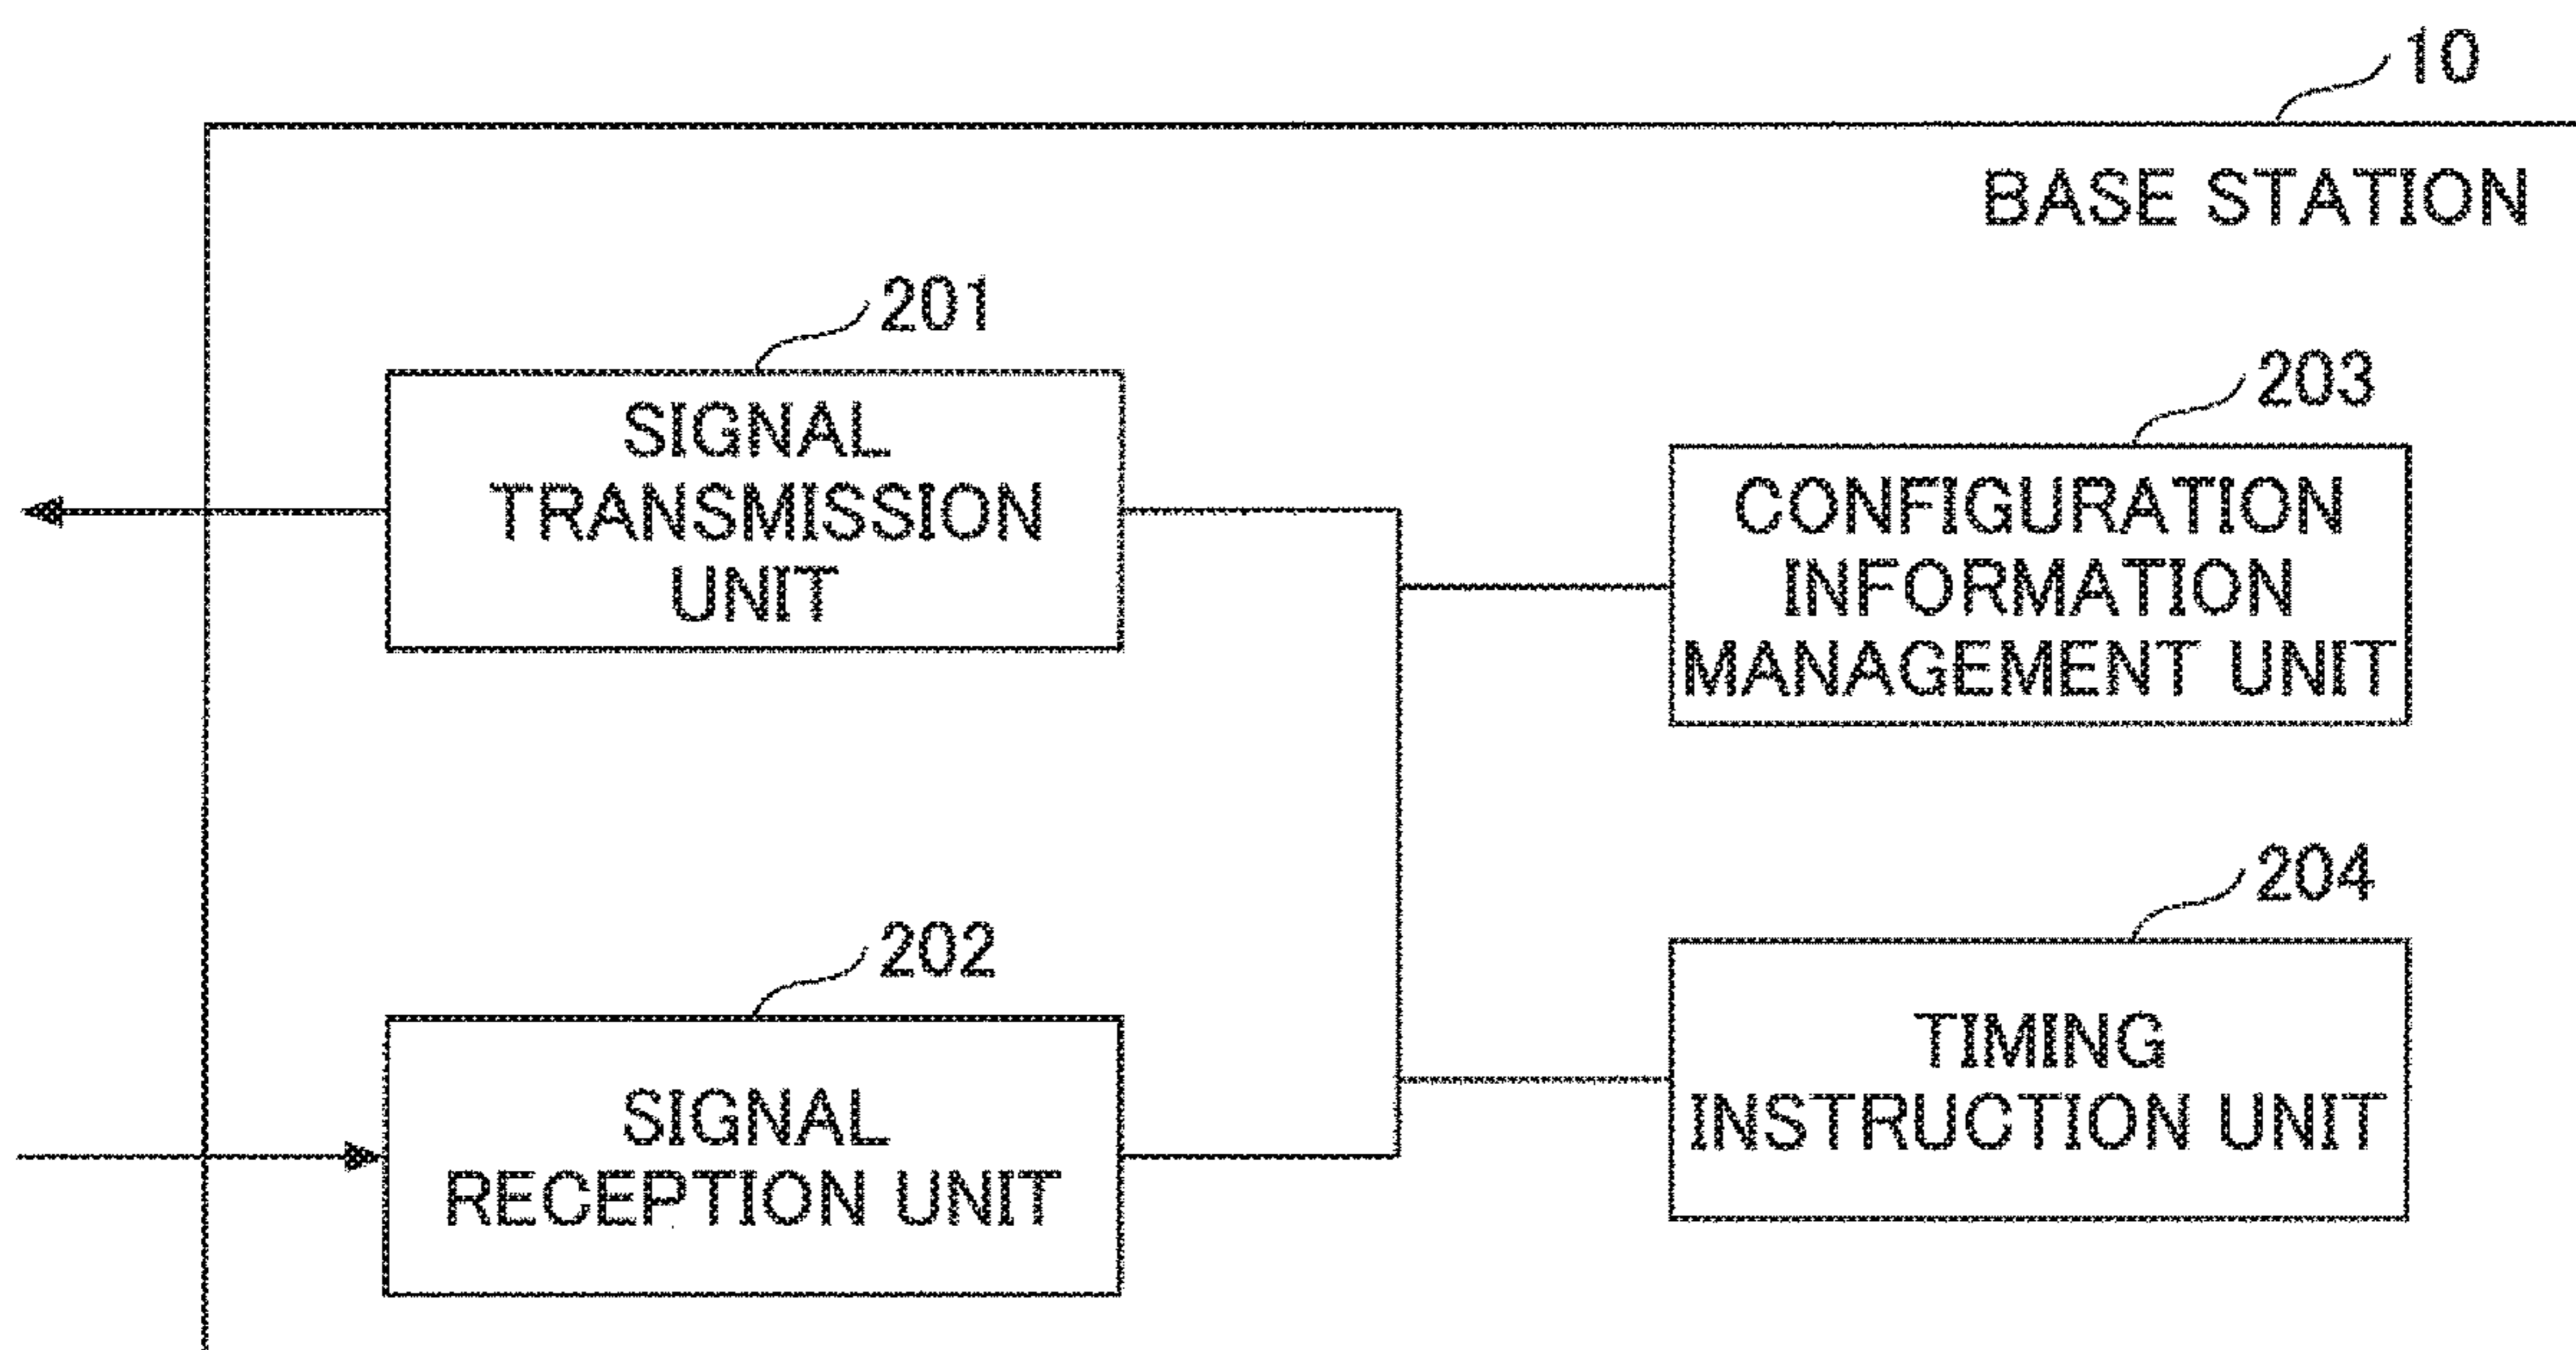 10
BASE STATION
201
SIGNAL
TRANSMISSION
UNIT
203
CONFIGURATION
INFORMATION
MANAGEMENT UNIT
202
SIGNAL
RECEPTION UNIT
204
TIMING
INSTRUCTION UNIT